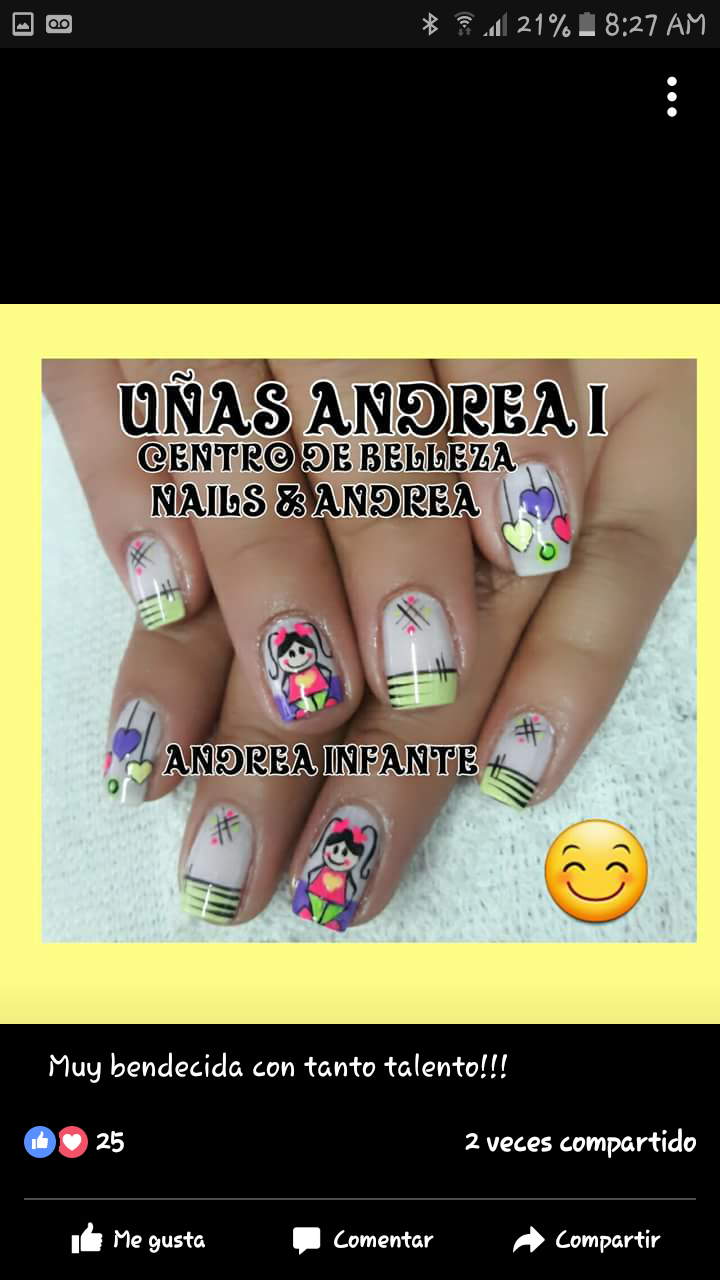 21% 8:27 AM
UÑAS ANDREA I
CENTRO DE BELLEZA
NAILS & ANDREA
ANDREA INFANTE
Muy bendecida con tanto talento!!!
25 2 veces compartido
Me gusta Comentar Compartir